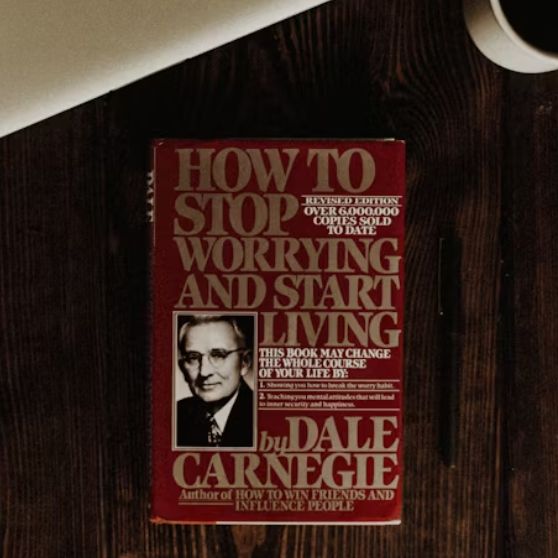 HOW TO
STOP
REVISED EDITION
OVER 6,000,000
COPIES SOLD
TO DATE
WORRYING
AND START
LIVING
THIS BOOK MAY CHANGE
THE WHOLE COURSE
OF YOUR LIFE BY:
1. Showing you how to break the worry habit.
2. Teaching you mental attitudes that will lead
to inner security and happiness.
by DALE
CARNEGIE
Author of HOW TO WIN FRIENDS AND
INFLUENCE PEOPLE